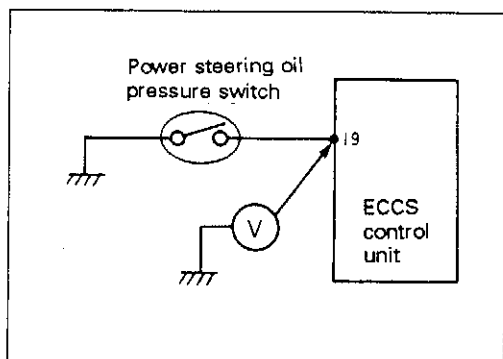 Power steering oil
pressure switch
19
V
ECCS
control
unit